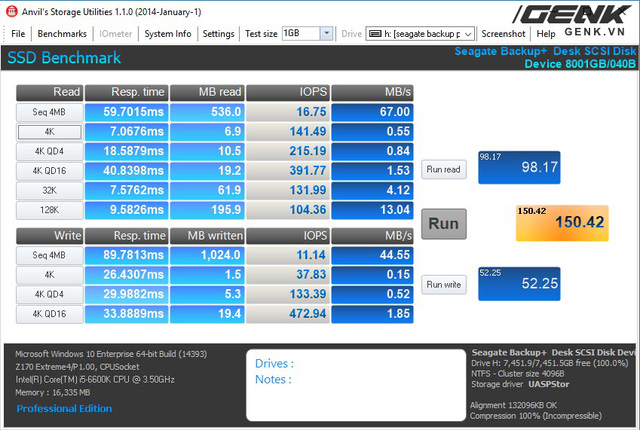 Anvil's Storage Utilities 1.1.0 (2014-January-1)
GENK
GENK.VN
File Benchmarks IOmeter System Info Settings Test size 1GB Drive h: [seagate backup p Screenshot Help
SSD Benchmark
Seagate Backup+ Desk SCSI Disk
Device 8001GB/040B
Read Resp. time MB read IOPS MB/s
Seq 4MB 59.7015ms 536.0 16.75 67.00
4K 7.0676ms 6.9 141.49 0.55
4K QD4 18.5879ms 10.5 215.19 0.84
4K QD16 40.8398ms 19.2 391.77 1.53
32K 7.5762ms 61.9 131.99 4.12
128K 9.5826ms 195.9 104.36 13.04
Run read 98.17 98.17
Run 150.42 150.42
Write Resp. time MB written IOPS MB/s
Seq 4MB 89.7813ms 1,024.0 11.14 44.55
4K 26.4307ms 1.5 37.83 0.15
4K QD4 29.9882ms 5.3 133.39 0.52
4K QD16 33.8889ms 19.4 472.94 1.85
Run write 52.25 52.25
Microsoft Windows 10 Enterprise 64-bit Build (14393)
Z170 Extreme4/P1.00, CPUSocket
Intel(R) Core(TM) i5-6600K CPU @ 3.50GHz
Memory : 16,335 MB
Professional Edition
Drives :
Notes :
Seagate Backup+ Desk SCSI Disk Devi
Drive H: 7,451.9/7,451.5GB free (100.0%)
NTFS - Cluster size 4096B
Storage driver UASPStor
Alignment 132096KB OK
Compression 100% (Incompressible)